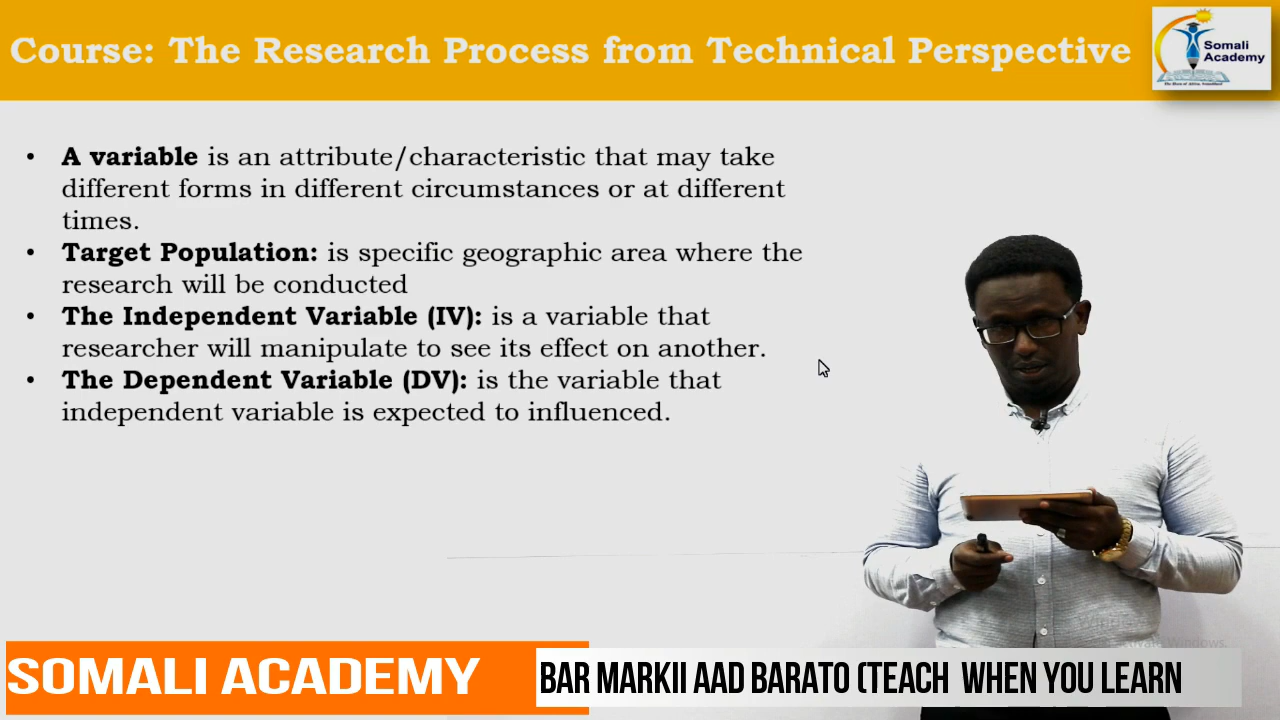 Course: The Research Process from Technical Perspective
Somali
Academy
• A variable is an attribute/characteristic that may take
different forms in different circumstances or at different
times.
• Target Population: is specific geographic area where the
research will be conducted
• The Independent Variable (IV): is a variable that
researcher will manipulate to see its effect on another.
• The Dependent Variable (DV): is the variable that
independent variable is expected to influenced.
Windows.
SOMALI ACADEMY
BAR MARKII AAD BARATO (TEACH WHEN YOU LEARN